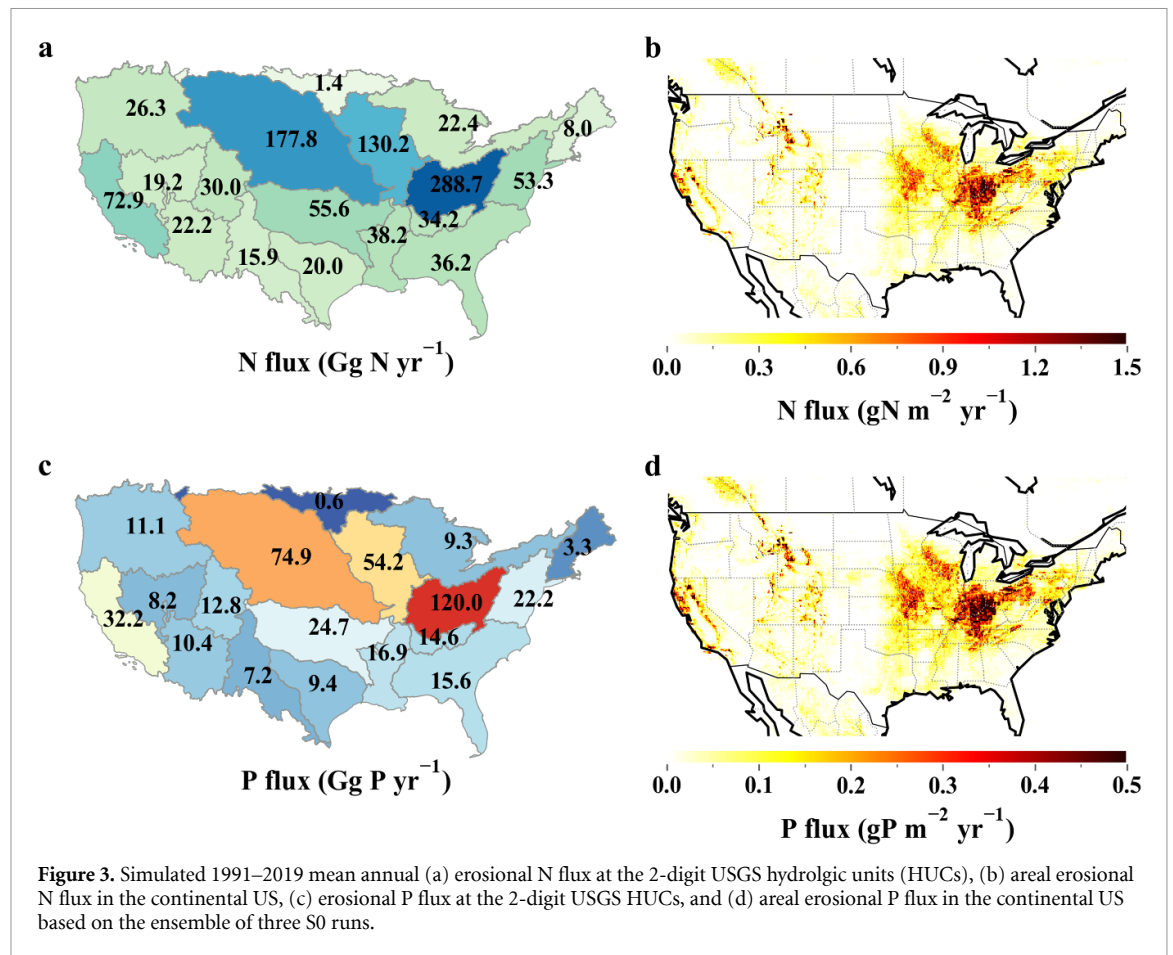 a
1.4
26.3
22.4
8.0
177.8
130.2
288.7
53.3
19.2
30.0
72.9
55.6
34.2
22.2
38.2
15.9
20.0
36.2
N flux (Gg N yr⁻¹)
b
0.0 0.3 0.6 0.9 1.2 1.5
N flux (gN m⁻² yr⁻¹)
c
0.6
11.1
9.3
3.3
74.9
54.2
120.0
22.2
8.2
12.8
32.2
24.7
14.6
10.4
16.9
7.2
9.4
15.6
P flux (Gg P yr⁻¹)
d
0.0 0.1 0.2 0.3 0.4 0.5
P flux (gP m⁻² yr⁻¹)
Figure 3. Simulated 1991–2019 mean annual (a) erosional N flux at the 2-digit USGS hydrolgic units (HUCs), (b) areal erosional
N flux in the continental US, (c) erosional P flux at the 2-digit USGS HUCs, and (d) areal erosional P flux in the continental US
based on the ensemble of three S0 runs.